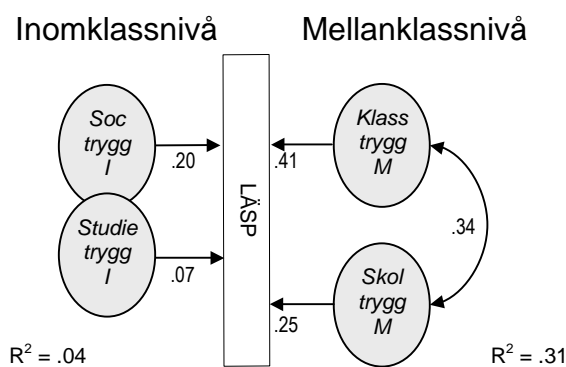 Inomklassnivå
Mellanklassnivå
Soc
trygg
I
.20
Studie
trygg
I
.07
LÄSP
Klass
trygg
M
.41
.34
Skol
trygg
M
.25
R² = .04
R² = .31